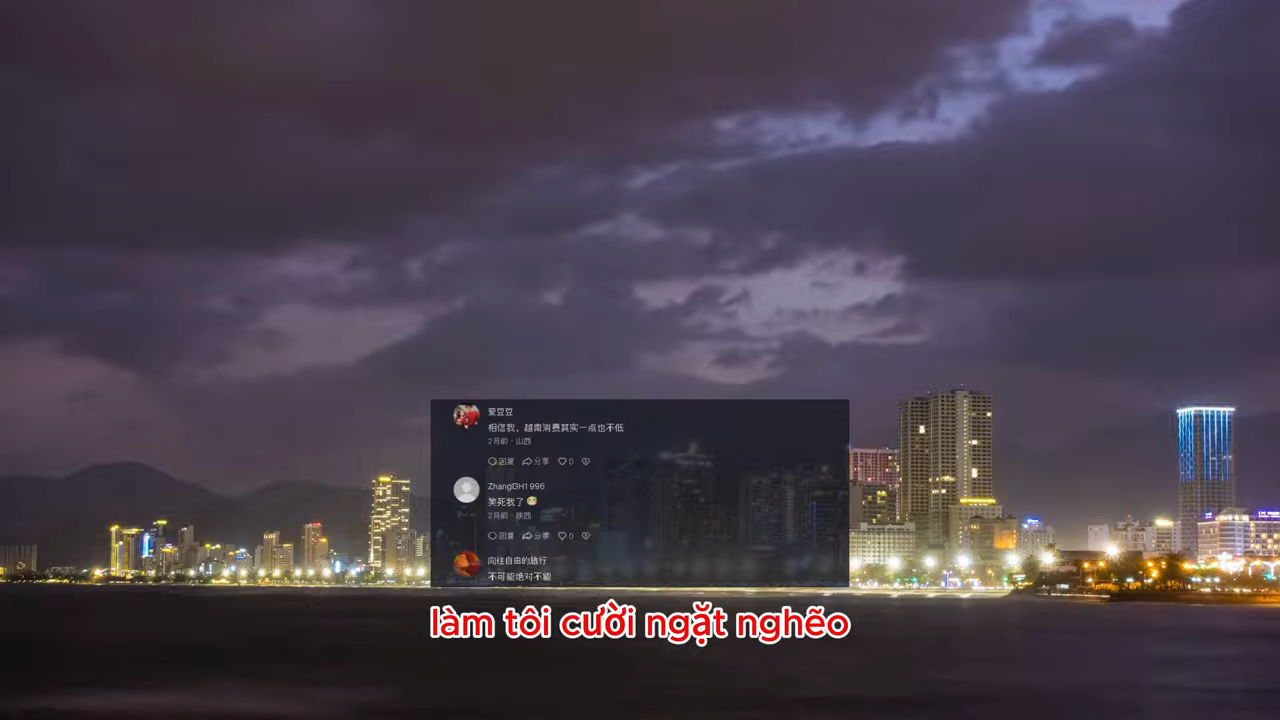 爱豆豆
相信我，越南消费其实一点也不低
2月前 · 山西
回复 分享 0
ZhangGH1996
笑死我了
2月前 · 陕西
回复 分享 0
向往自由的旅行
不可能绝对不能
làm tôi cười ngặt nghẽo